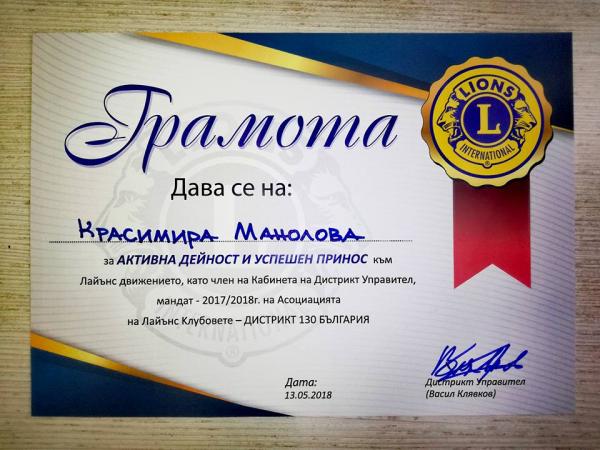 Грамота
LIONS
L
INTERNATIONAL
®
Дава се на:
КРАСИМИРА МАНОЛОВА
за АКТИВНА ДЕЙНОСТ И УСПЕШЕН ПРИНОС към
Лайънс движението, като член на Кабинета на Дистрикт Управител,
мандат - 2017/2018г. на Асоциацията
на Лайънс Клубовете – ДИСТРИКТ 130 БЪЛГАРИЯ
Дата:
13.05.2018
Дистрикт Управител
(Васил Клявков)